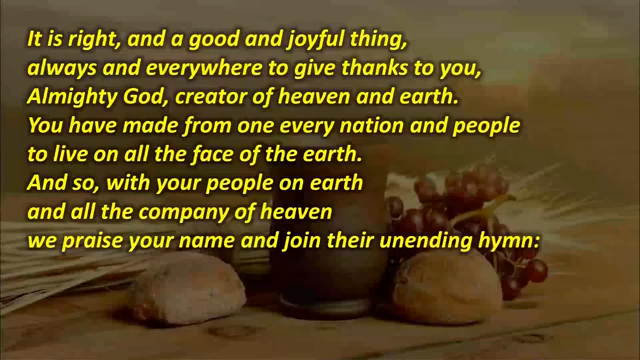 It is right, and a good and joyful thing,
always and everywhere to give thanks to you,
Almighty God, creator of heaven and earth.
You have made from one every nation and people
to live on all the face of the earth.
And so, with your people on earth
and all the company of heaven
we praise your name and join their unending hymn: